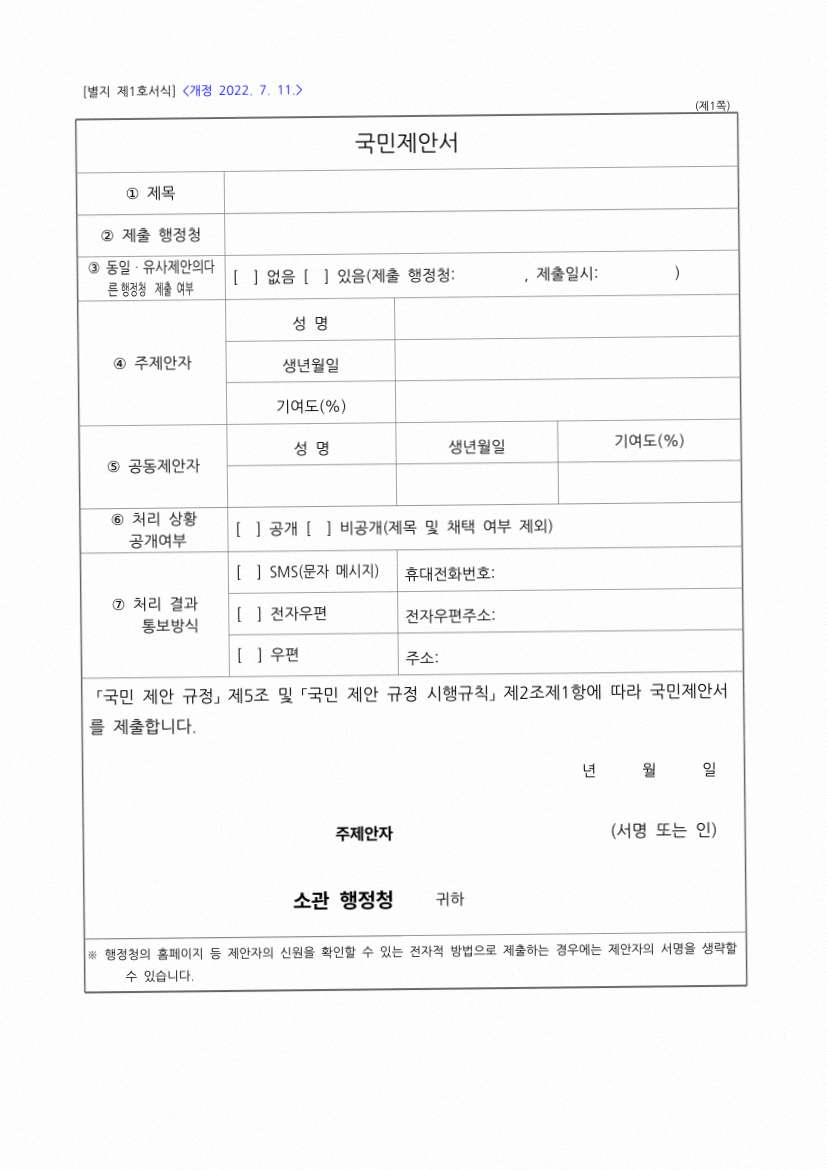 [별지 제1호서식] <개정 2022. 7. 11.>
(제1쪽)
국민제안서
① 제목
② 제출 행정청
③ 동일ㆍ유사제안의다
른 행정청 제출 여부
[ ] 없음 [ ] 있음(제출 행정청: , 제출일시: )
④ 주제안자
성 명
생년월일
기여도(%)
⑤ 공동제안자
성 명 생년월일 기여도(%)
⑥ 처리 상황
공개여부
[ ] 공개 [ ] 비공개(제목 및 채택 여부 제외)
⑦ 처리 결과
통보방식
[ ] SMS(문자 메시지) 휴대전화번호:
[ ] 전자우편 전자우편주소:
[ ] 우편 주소:
「국민 제안 규정」 제5조 및 「국민 제안 규정 시행규칙」 제2조제1항에 따라 국민제안서
를 제출합니다.
년 월 일
주제안자 (서명 또는 인)
소관 행정청 귀하
※ 행정청의 홈페이지 등 제안자의 신원을 확인할 수 있는 전자적 방법으로 제출하는 경우에는 제안자의 서명을 생략할
수 있습니다.